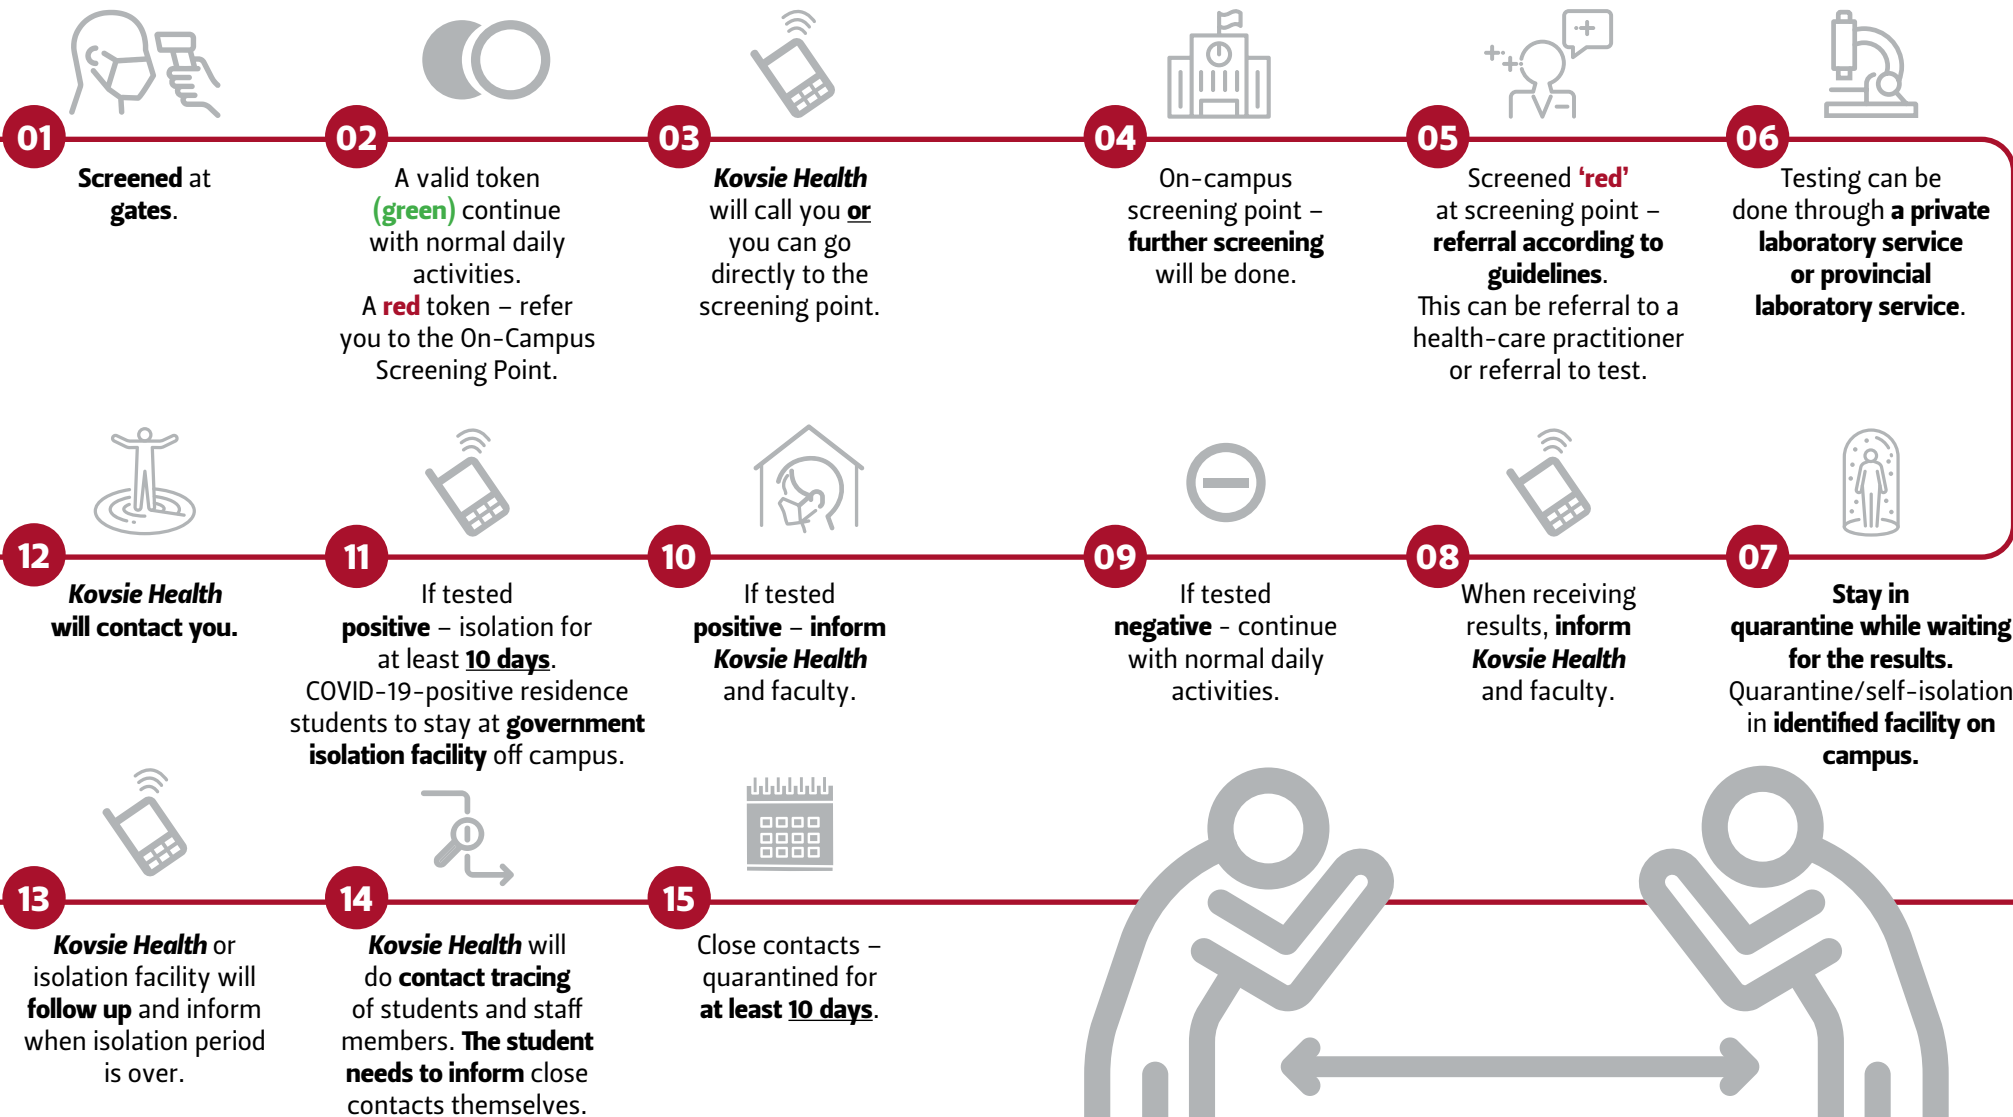 01
Screened at
gates.
02
A valid token
(green) continue
with normal daily
activities.
A red token – refer
you to the On-Campus
Screening Point.
03
Kovsie Health
will call you or
you can go
directly to the
screening point.
04
On-campus
screening point –
further screening
will be done.
05
Screened ‘red’
at screening point –
referral according to
guidelines.
This can be referral to a
health-care practitioner
or referral to test.
06
Testing can be
done through a private
laboratory service
or provincial
laboratory service.
07
Stay in
quarantine while waiting
for the results.
Quarantine/self-isolation
in identified facility on
campus.
08
When receiving
results, inform
Kovsie Health
and faculty.
09
If tested
negative - continue
with normal daily
activities.
10
If tested
positive – inform
Kovsie Health
and faculty.
11
If tested
positive – isolation for
at least 10 days.
COVID-19-positive residence
students to stay at government
isolation facility off campus.
12
Kovsie Health
will contact you.
13
Kovsie Health or
isolation facility will
follow up and inform
when isolation period
is over.
14
Kovsie Health will
do contact tracing
of students and staff
members. The student
needs to inform close
contacts themselves.
15
Close contacts –
quarantined for
at least 10 days.